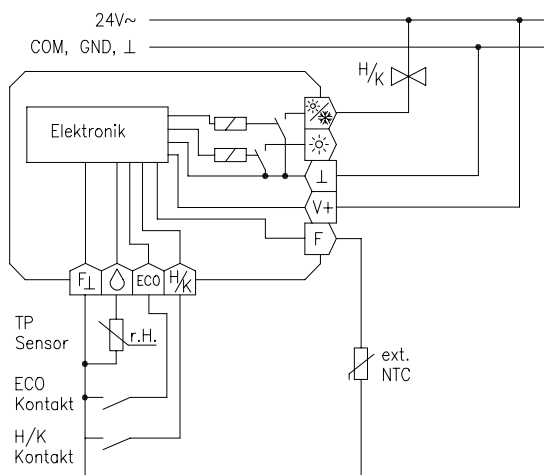 24V~
COM, GND, ⊥
H/K
Elektronik
⊥
V+
F
F⊥
ECO
H/K
TP
Sensor
r.H.
ext.
NTC
ECO
Kontakt
H/K
Kontakt